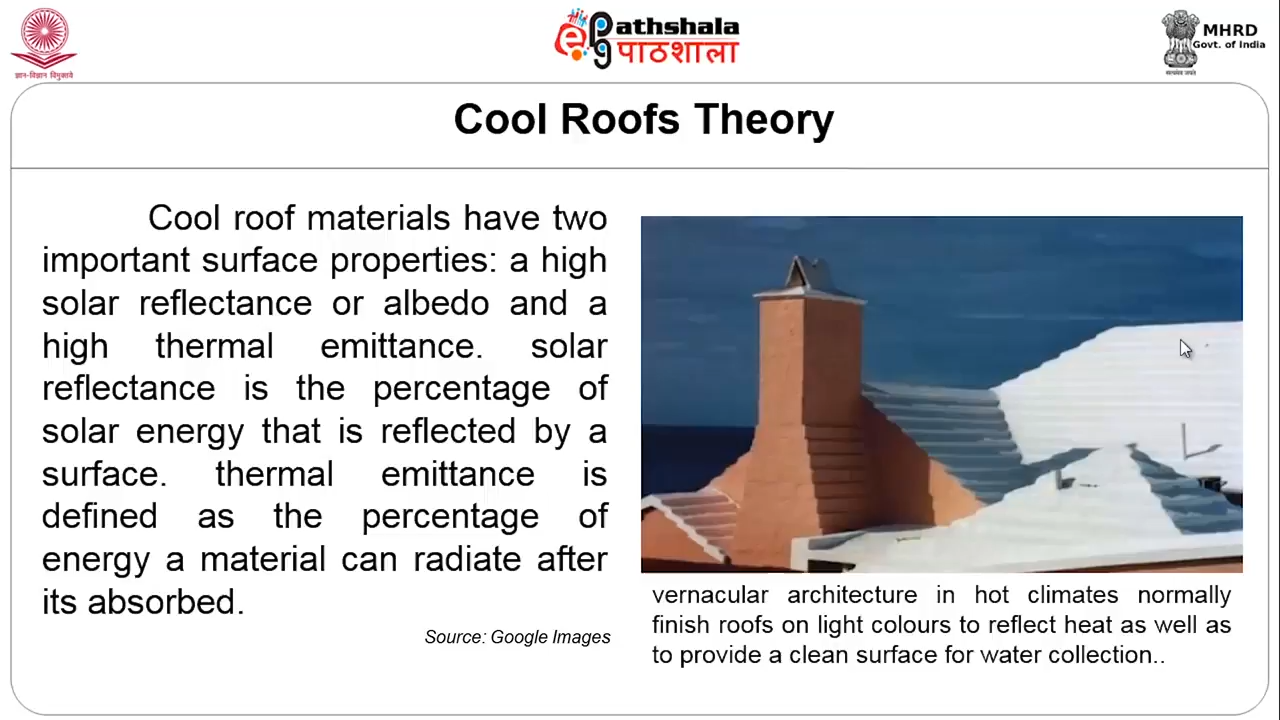 ज्ञान-विज्ञान विमुक्तये
ePathshala
पाठशाला
MHRD
Govt. of India
सत्यमेव जयते
Cool Roofs Theory
Cool roof materials have two
important surface properties: a high
solar reflectance or albedo and a
high thermal emittance. solar
reflectance is the percentage of
solar energy that is reflected by a
surface. thermal emittance is
defined as the percentage of
energy a material can radiate after
its absorbed.
Source: Google Images
vernacular architecture in hot climates normally
finish roofs on light colours to reflect heat as well as
to provide a clean surface for water collection..